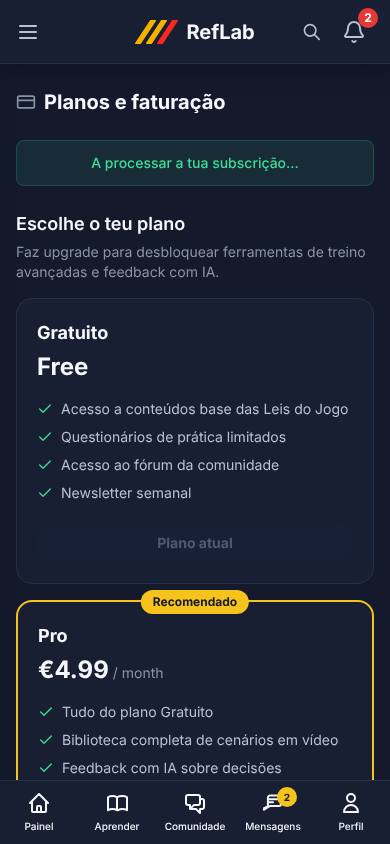 RefLab
2
Planos e faturação
A processar a tua subscrição...
Escolhe o teu plano
Faz upgrade para desbloquear ferramentas de treino
avançadas e feedback com IA.
Gratuito
Free
Acesso a conteúdos base das Leis do Jogo
Questionários de prática limitados
Acesso ao fórum da comunidade
Newsletter semanal
Plano atual
Recomendado
Pro
€4.99 / month
Tudo do plano Gratuito
Biblioteca completa de cenários em vídeo
Feedback com IA sobre decisões
2
Painel Aprender Comunidade Mensagens Perfil